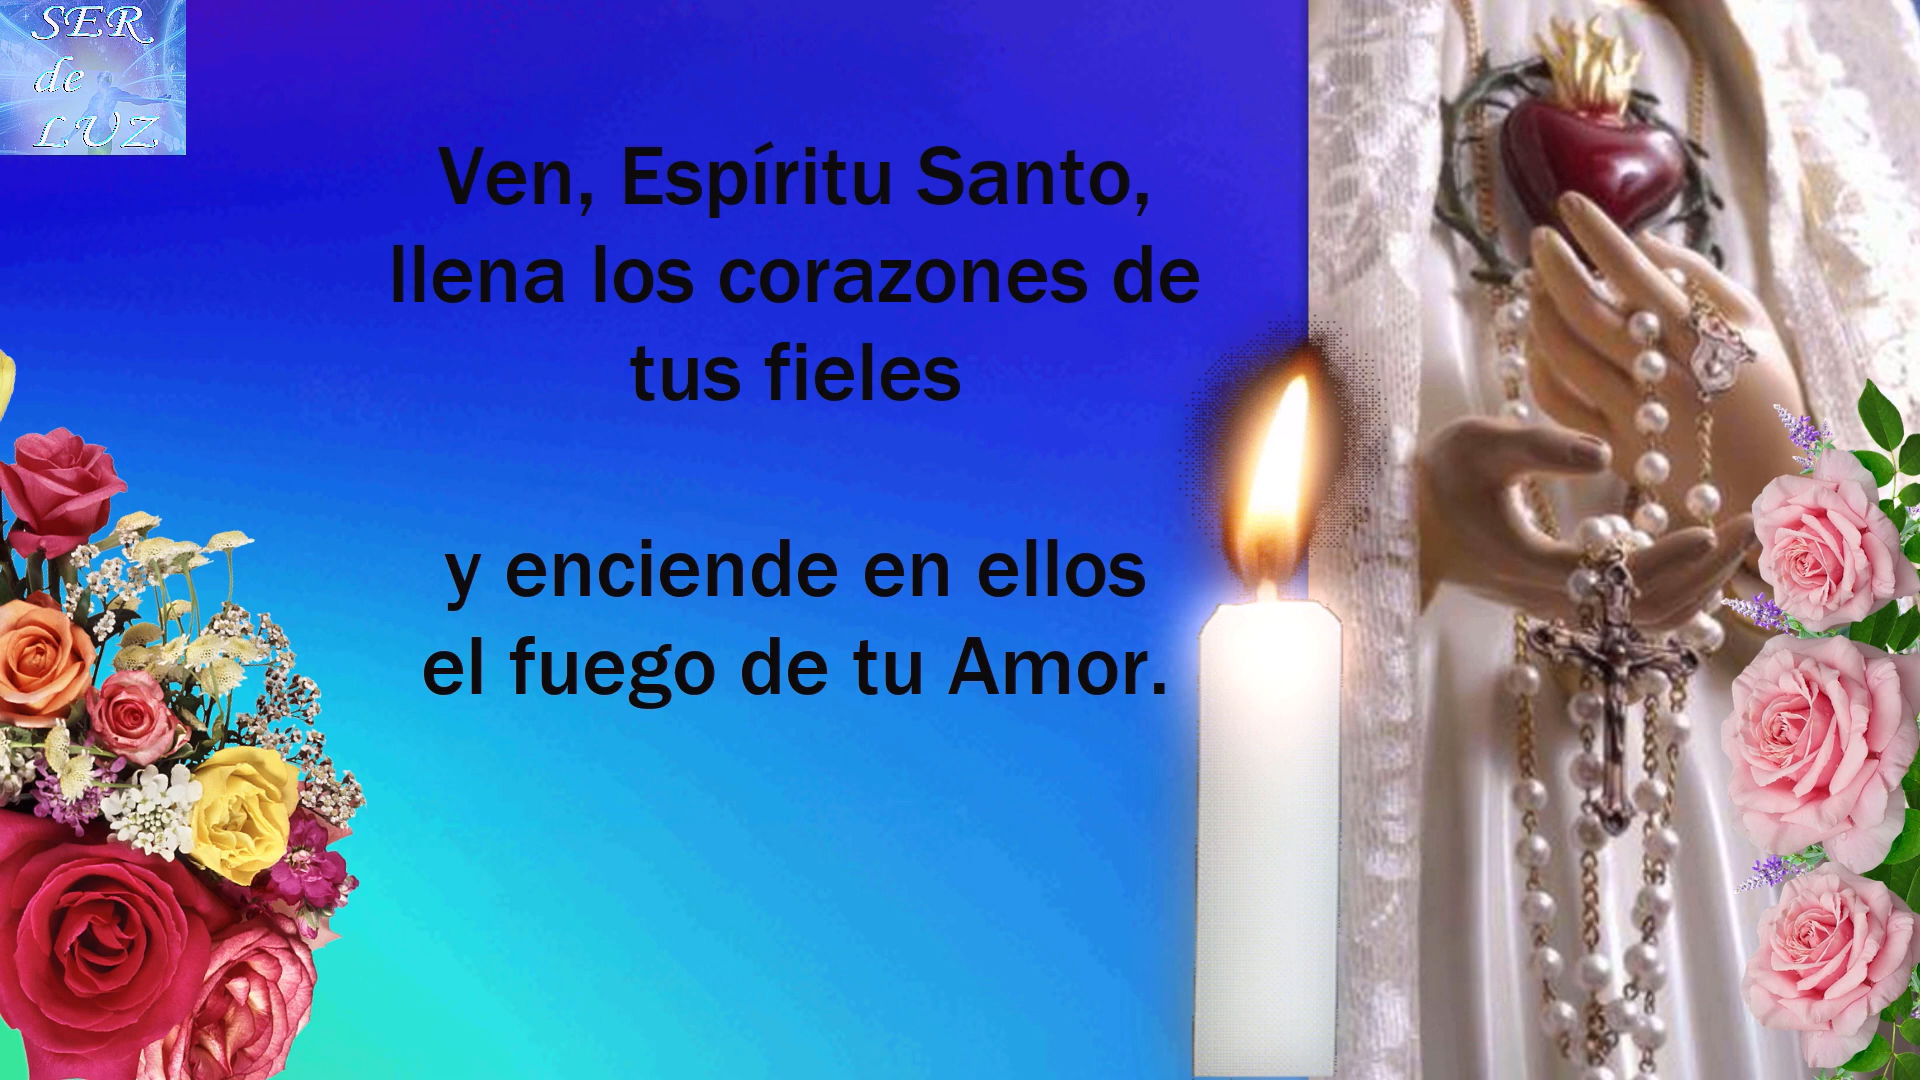 SER
de
LUZ
Ven, Espíritu Santo,
llena los corazones de
tus fieles
y enciende en ellos
el fuego de tu Amor.